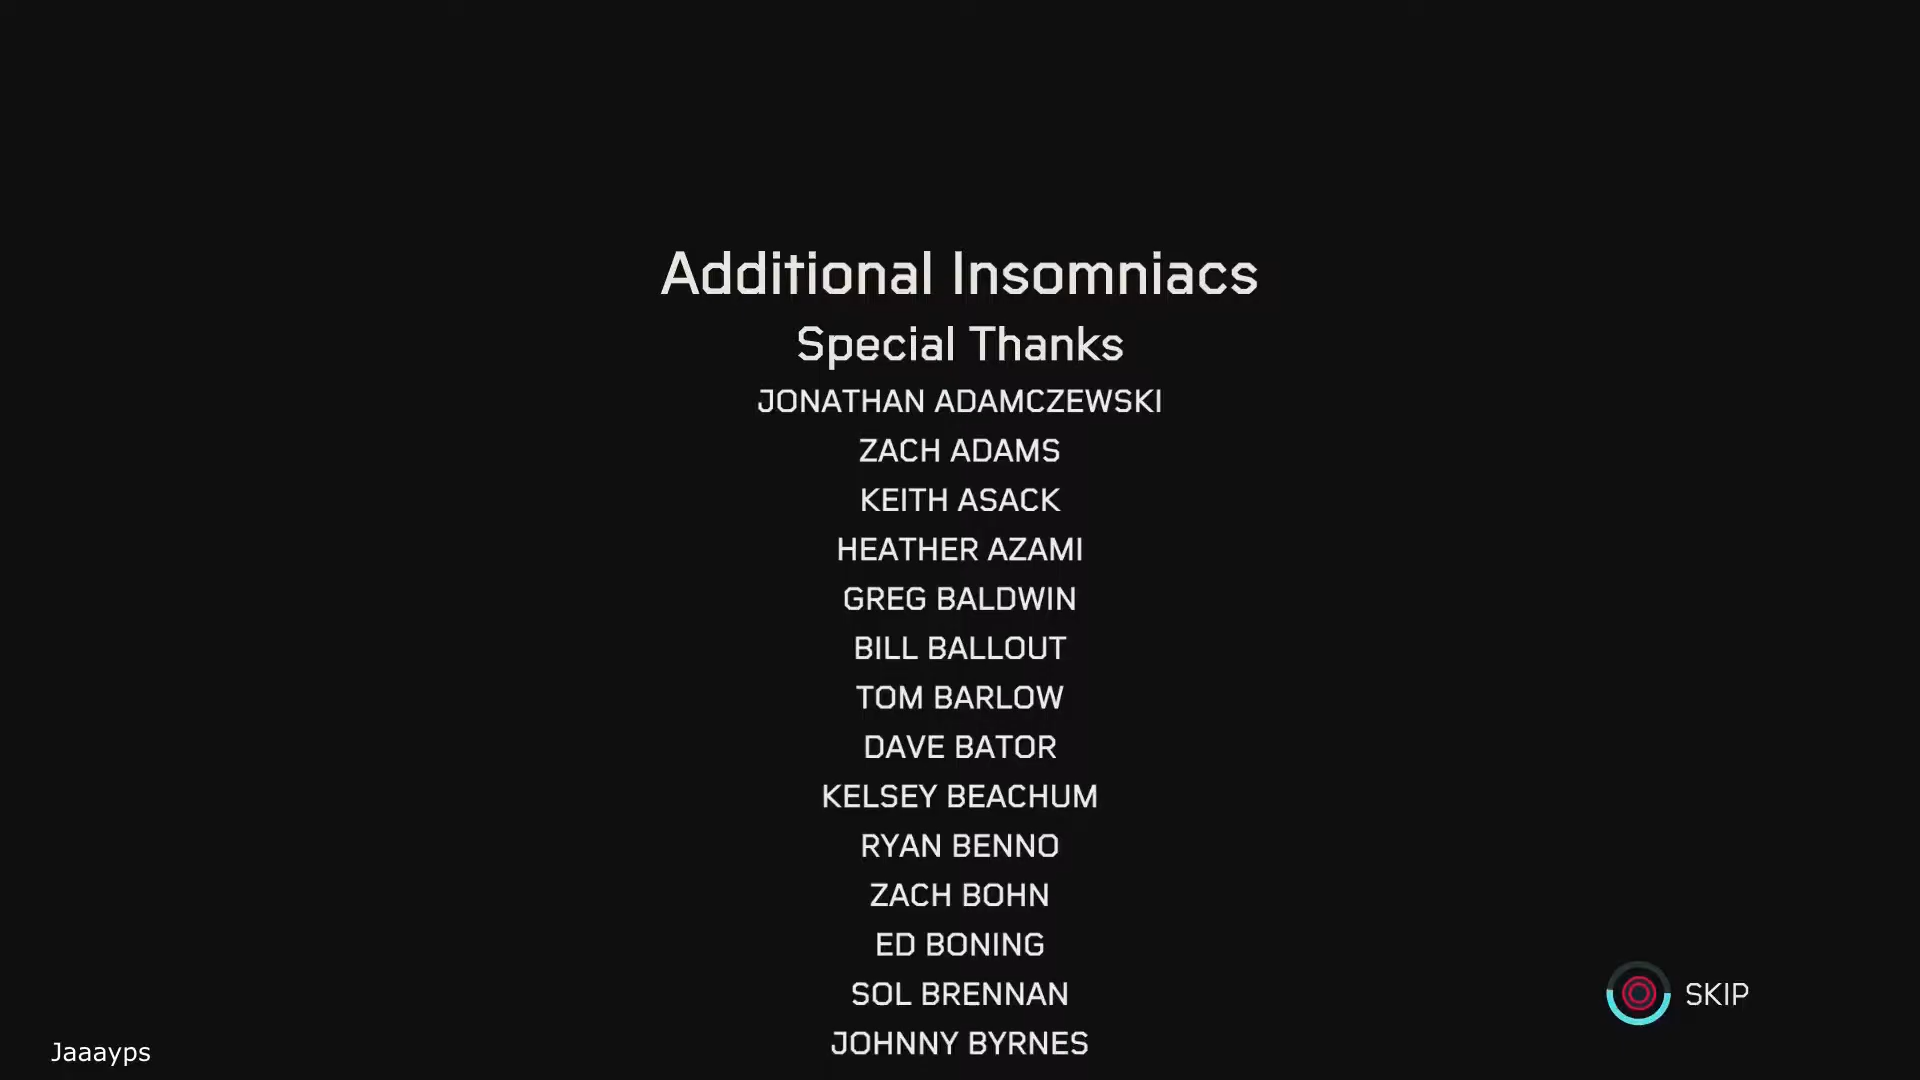 Additional Insomniacs
Special Thanks
JONATHAN ADAMCZEWSKI
ZACH ADAMS
KEITH ASACK
HEATHER AZAMI
GREG BALDWIN
BILL BALLOUT
TOM BARLOW
DAVE BATOR
KELSEY BEACHUM
RYAN BENNO
ZACH BOHN
ED BONING
SOL BRENNAN
JOHNNY BYRNES
SKIP
Jaaayps